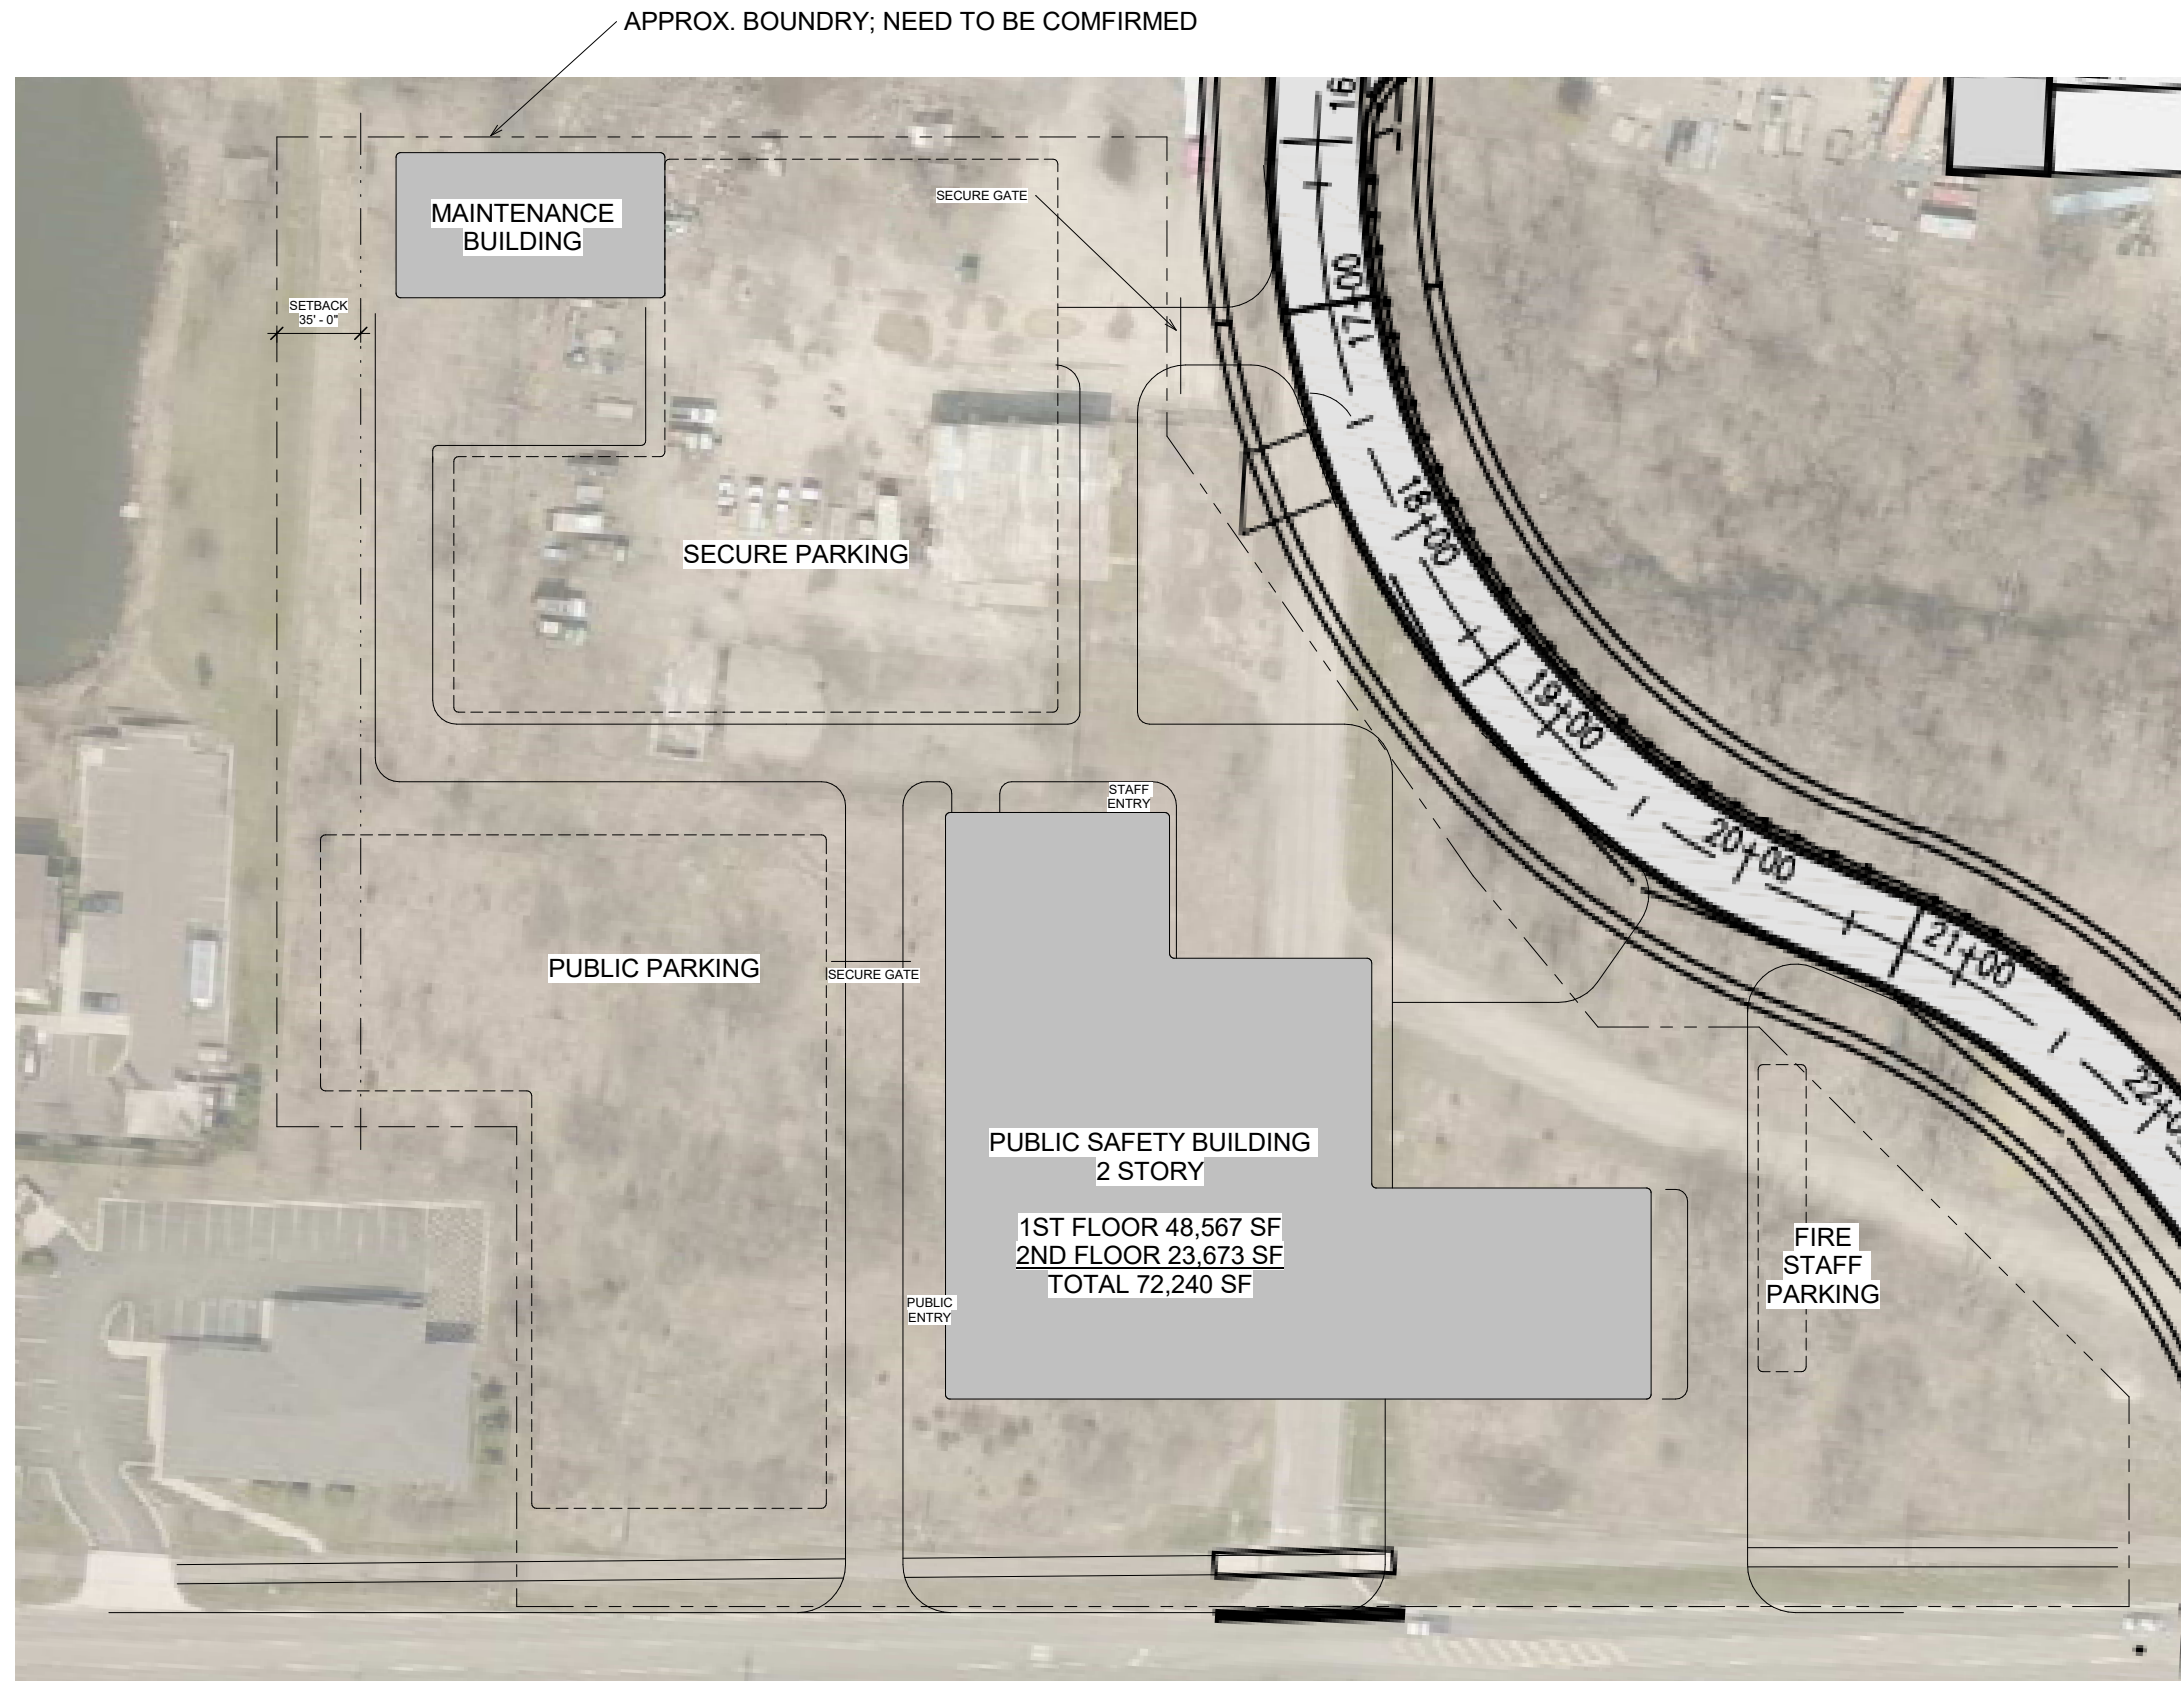 APPROX. BOUNDRY; NEED TO BE COMFIRMED
MAINTENANCE
BUILDING
SECURE GATE
SETBACK
35' - 0"
SECURE PARKING
STAFF
ENTRY
PUBLIC PARKING
SECURE GATE
PUBLIC SAFETY BUILDING
2 STORY
1ST FLOOR 48,567 SF
2ND FLOOR 23,673 SF
TOTAL 72,240 SF
PUBLIC
ENTRY
FIRE
STAFF
PARKING
16
17+00
18+00
19+00
20+00
21+00
22+0